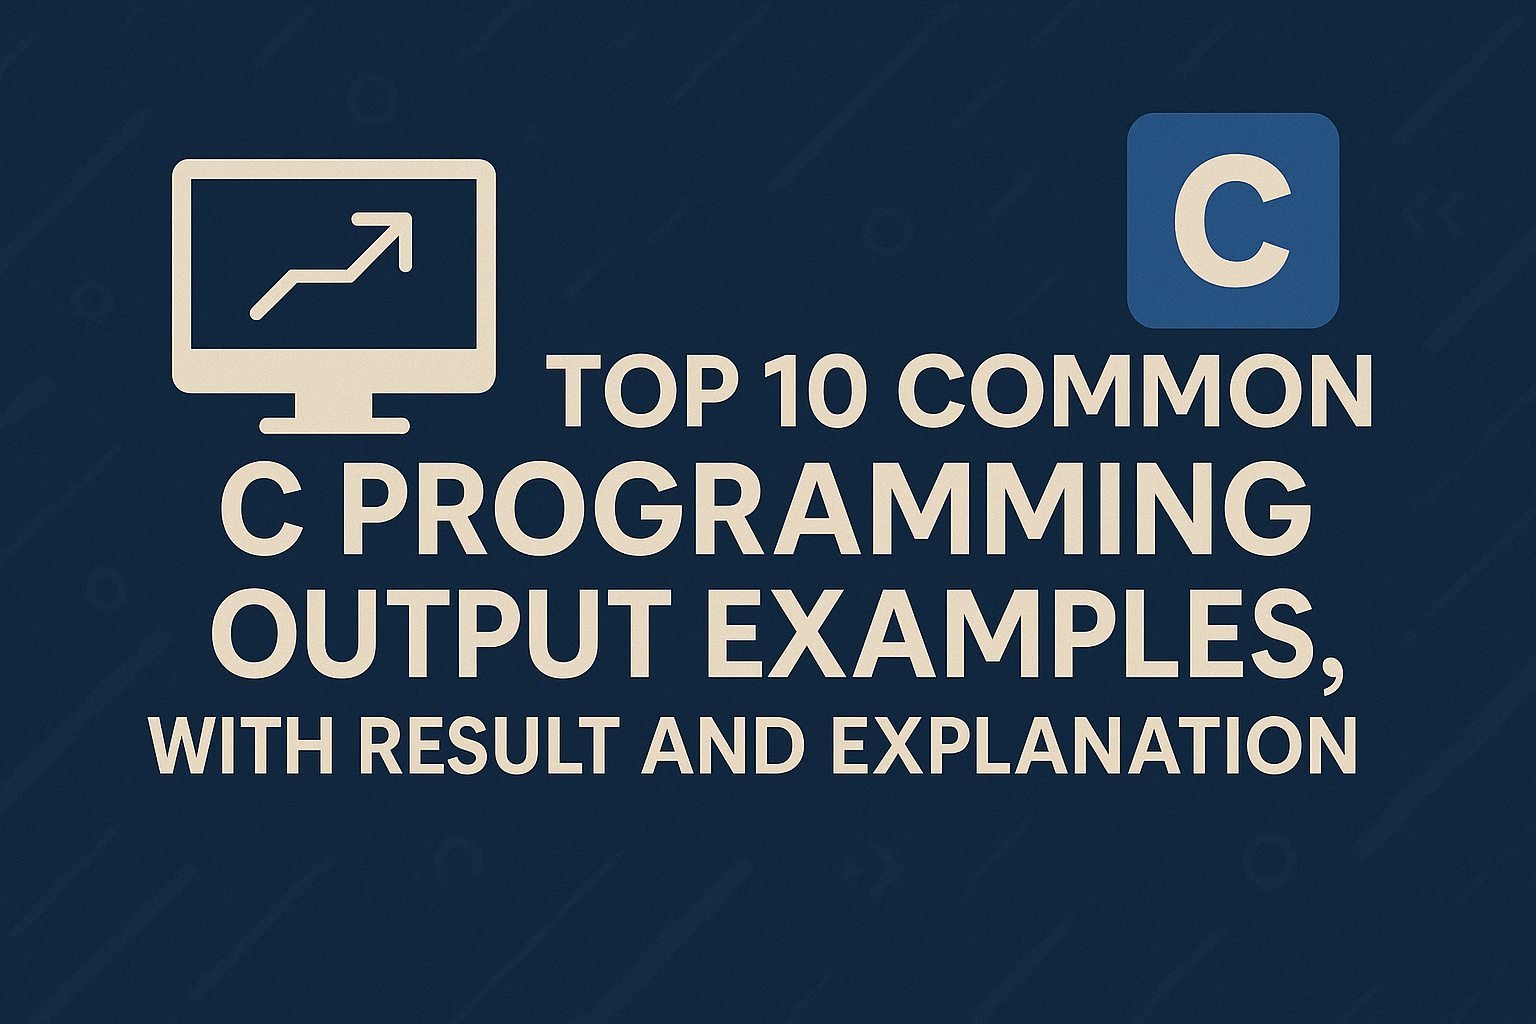 C
TOP 10 COMMON
C PROGRAMMING
OUTPUT EXAMPLES,
WITH RESULT AND EXPLANATION